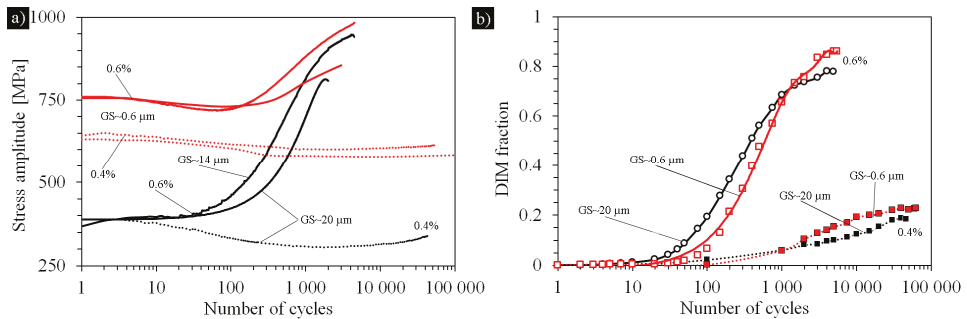 a)
Stress amplitude [MPa]
1000
750
500
250
0.6%
GS~0.6 µm
0.4%
GS~14 µm
0.6%
GS~20 µm
0.4%
1 10 100 1 000 10 000 100 000
Number of cycles
b)
DIM fraction
1
0.8
0.6
0.4
0.2
0
0.6%
GS~0.6 µm
GS~20 µm
GS~0.6 µm
GS~20 µm
0.4%
1 10 100 1 000 10 000 100 000
Number of cycles